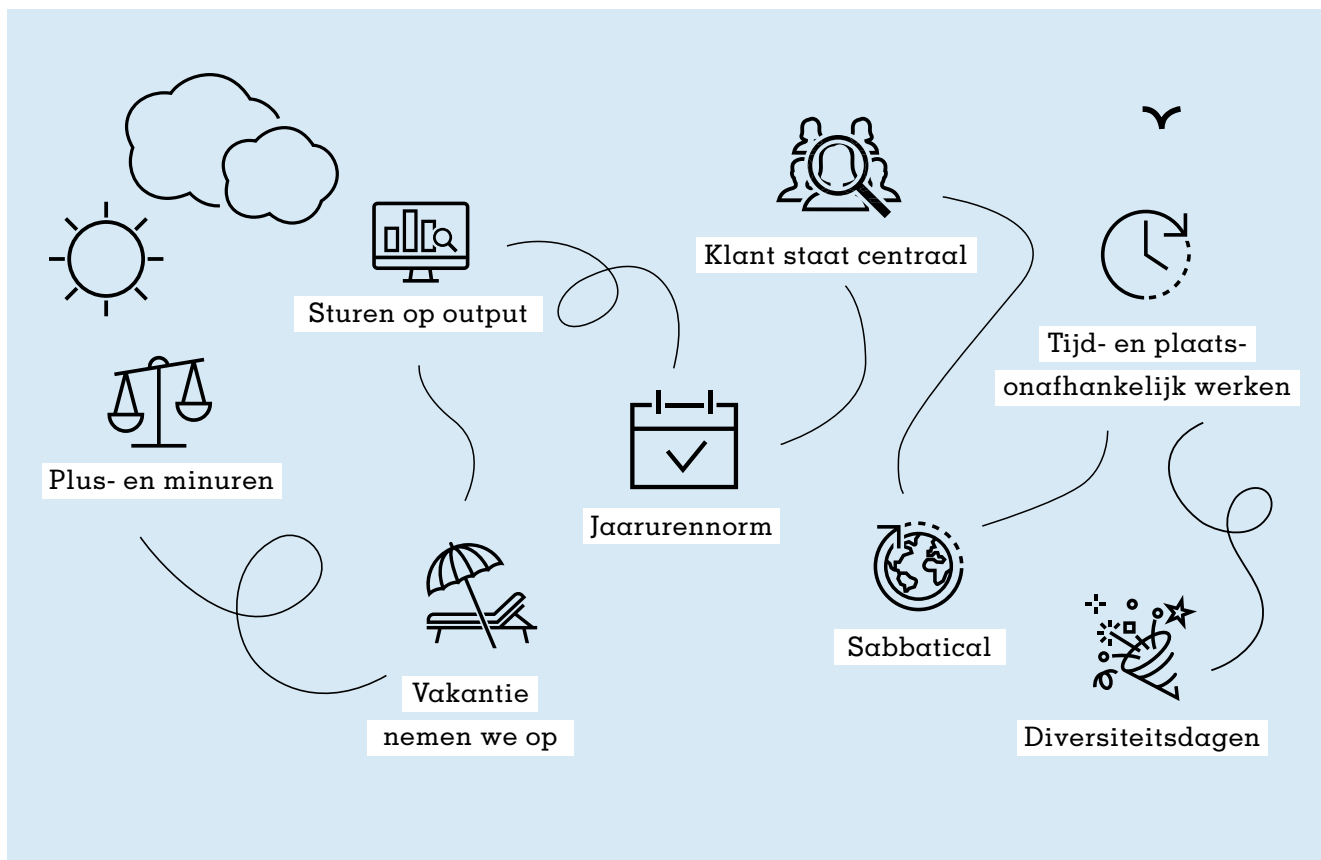 Klant staat centraal
Sturen op output
Tijd- en plaats-
onafhankelijk werken
Plus- en minuren
Jaarurennorm
Sabbatical
Vakantie
nemen we op
Diversiteitsdagen